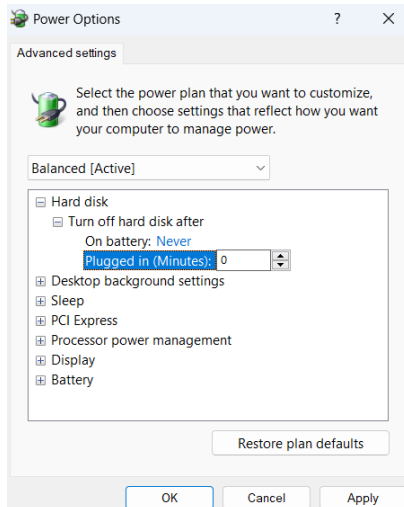 Power Options
?
Advanced settings
Select the power plan that you want to customize,
and then choose settings that reflect how you want
your computer to manage power.
Balanced [Active]
Hard disk
Turn off hard disk after
On battery: Never
Plugged in (Minutes): 0
Desktop background settings
Sleep
PCI Express
Processor power management
Display
Battery
Restore plan defaults
OK Cancel Apply